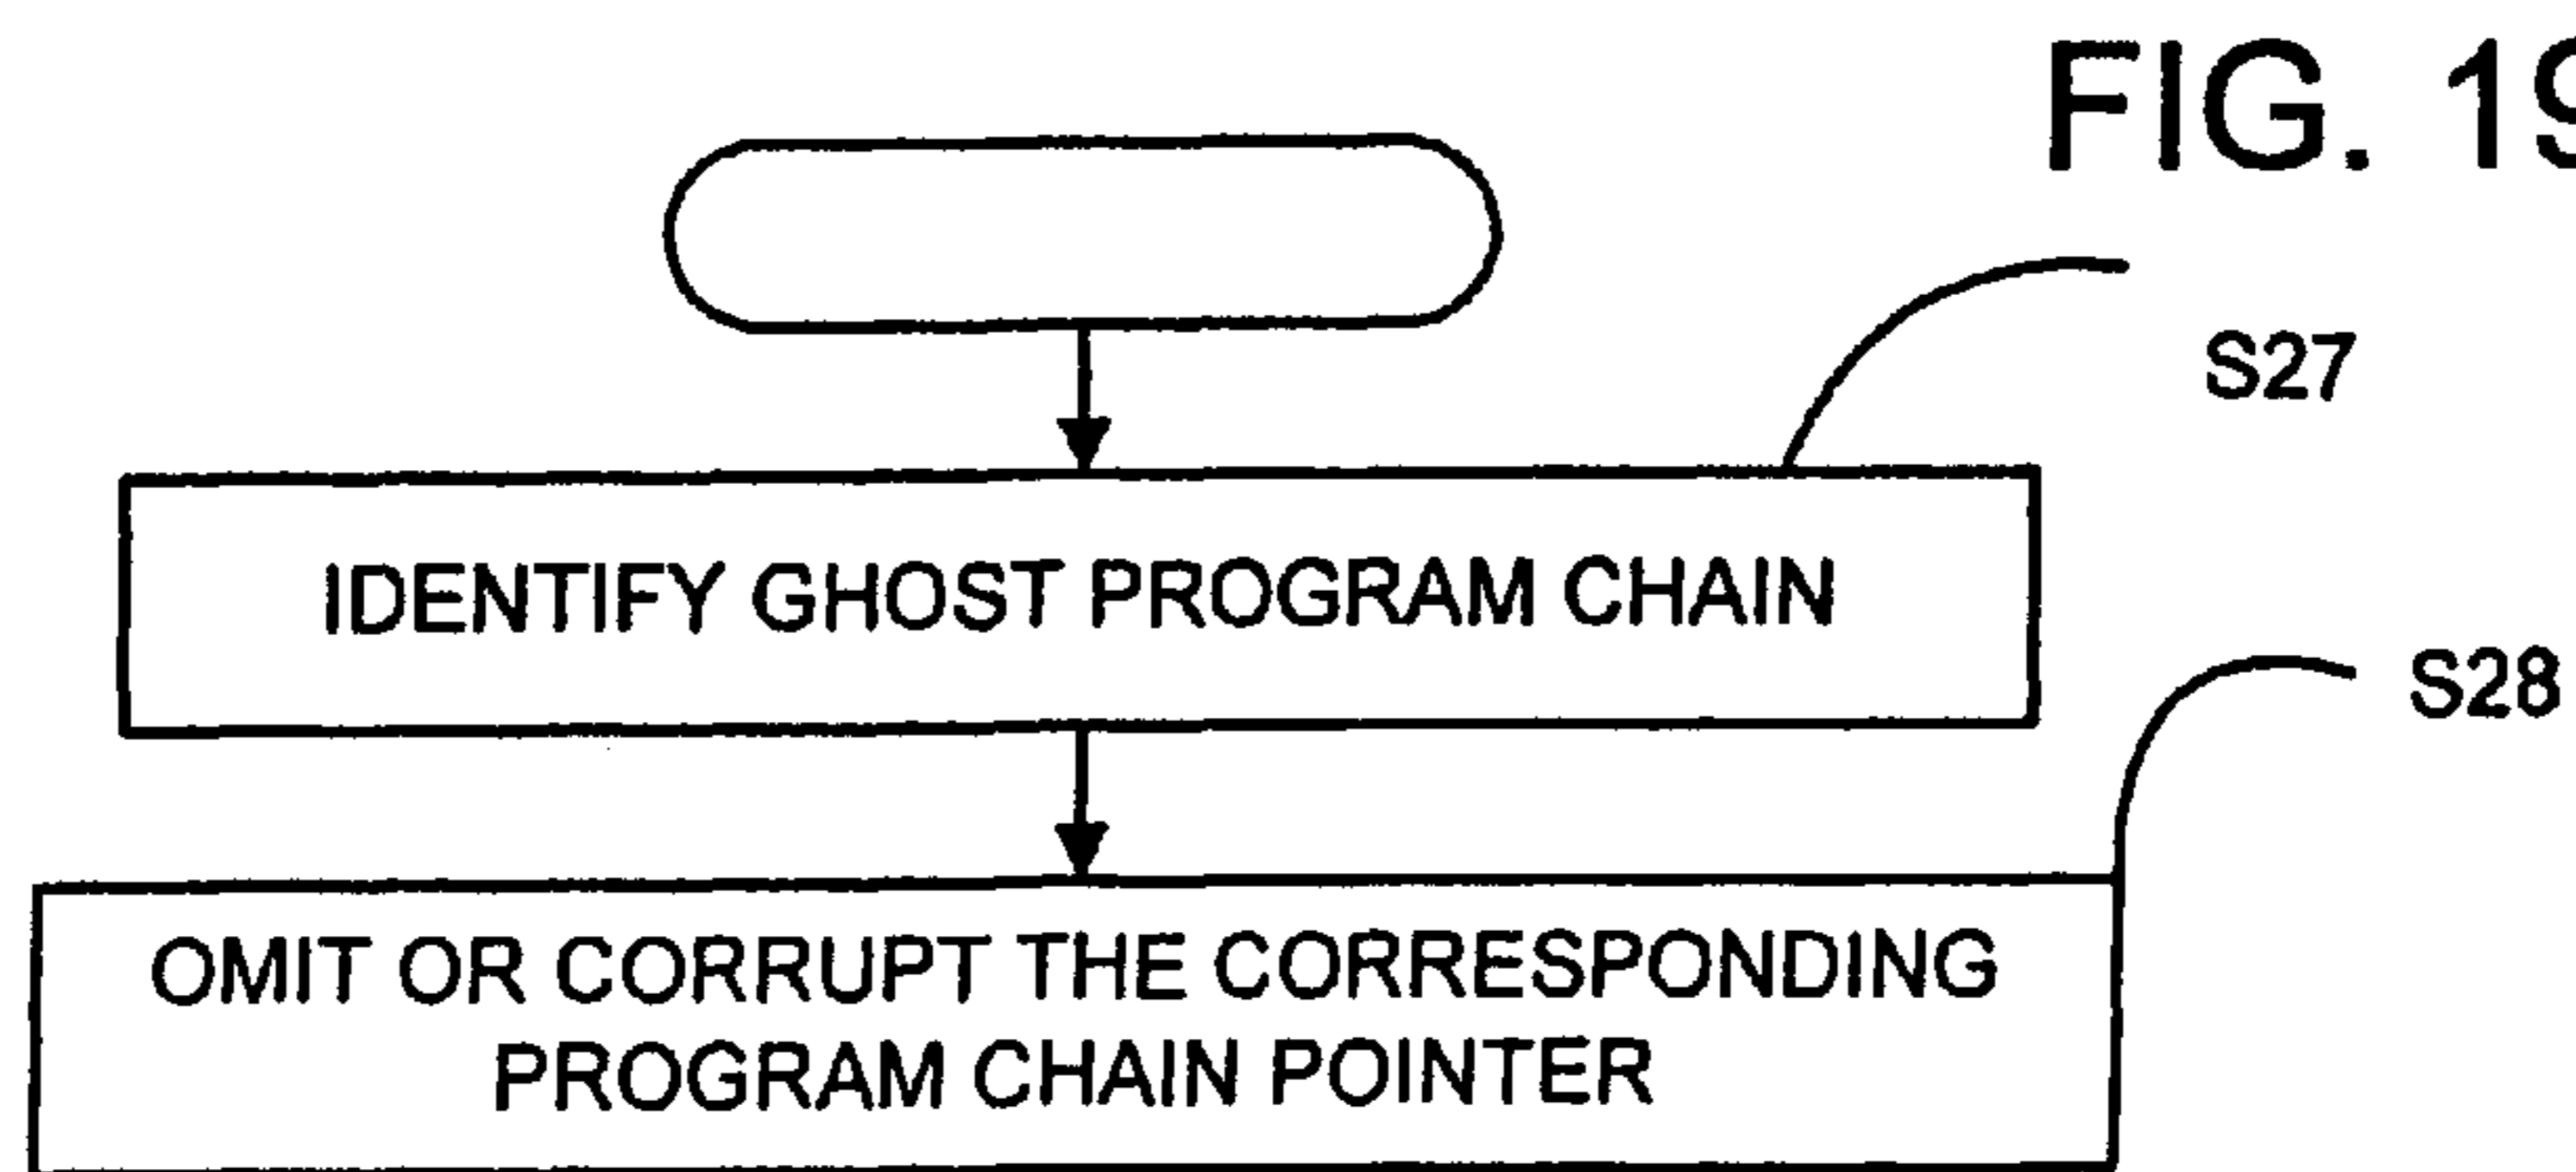 FIG. 19
S27
IDENTIFY GHOST PROGRAM CHAIN
S28
OMIT OR CORRUPT THE CORRESPONDING
PROGRAM CHAIN POINTER